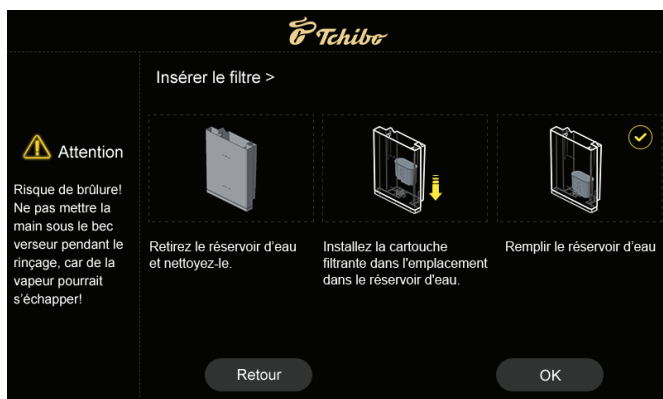 Tchibo
Insérer le filtre >
Attention
Risque de brûlure!
Ne pas mettre la
main sous le bec
verseur pendant le
rinçage, car de la
vapeur pourrait
s'échapper!
Retirez le réservoir d'eau
et nettoyez-le.
Installez la cartouche
filtrante dans l'emplacement
dans le réservoir d'eau.
Remplir le réservoir d'eau
Retour
OK